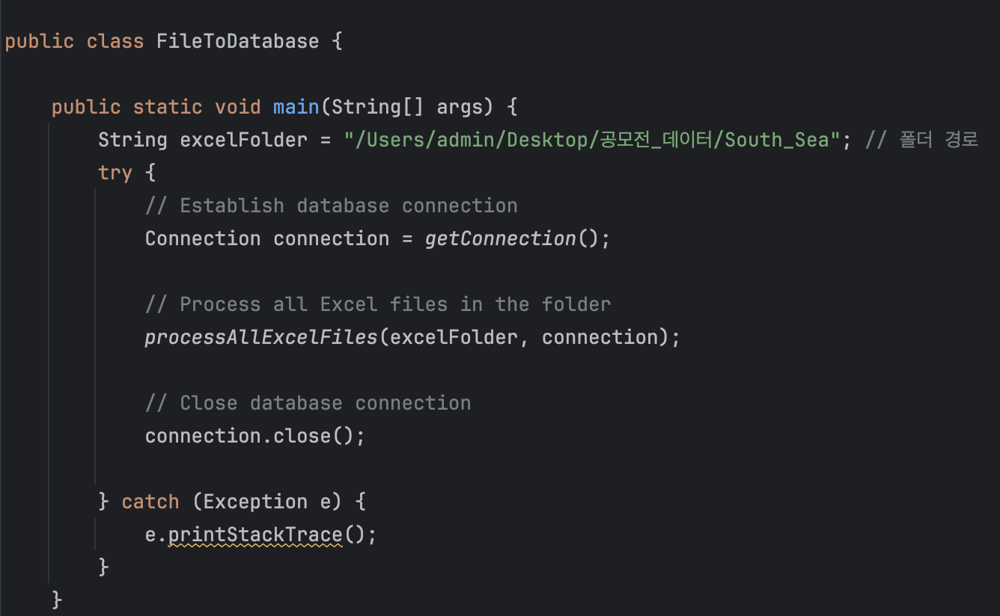 public class FileToDatabase {
public static void main(String[] args) {
String excelFolder = "/Users/admin/Desktop/공모전_데이터/South_Sea"; // 폴더 경로
try {
// Establish database connection
Connection connection = getConnection();
// Process all Excel files in the folder
processAllExcelFiles(excelFolder, connection);
// Close database connection
connection.close();
} catch (Exception e) {
e.printStackTrace();
}
}